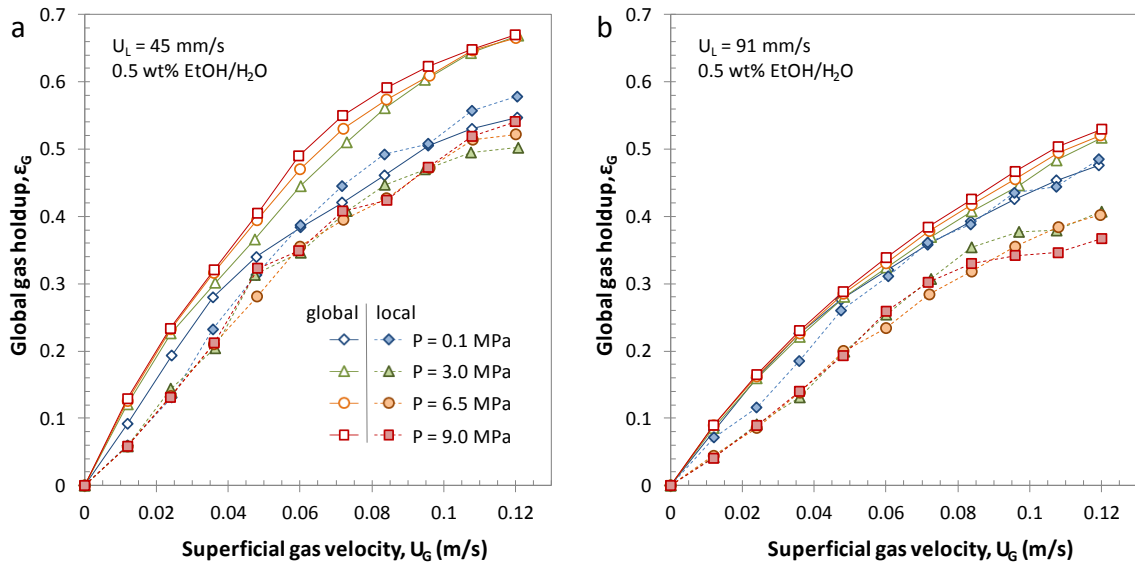 a
U_L = 45 mm/s
0.5 wt% EtOH/H₂O
Global gas holdup, ε_G
0.7
0.6
0.5
0.4
0.3
0.2
0.1
0
0 0.02 0.04 0.06 0.08 0.1 0.12
Superficial gas velocity, U_G (m/s)
global local
P = 0.1 MPa
P = 3.0 MPa
P = 6.5 MPa
P = 9.0 MPa
b
U_L = 91 mm/s
0.5 wt% EtOH/H₂O
Global gas holdup, ε_G
0.7
0.6
0.5
0.4
0.3
0.2
0.1
0
0 0.02 0.04 0.06 0.08 0.1 0.12
Superficial gas velocity, U_G (m/s)